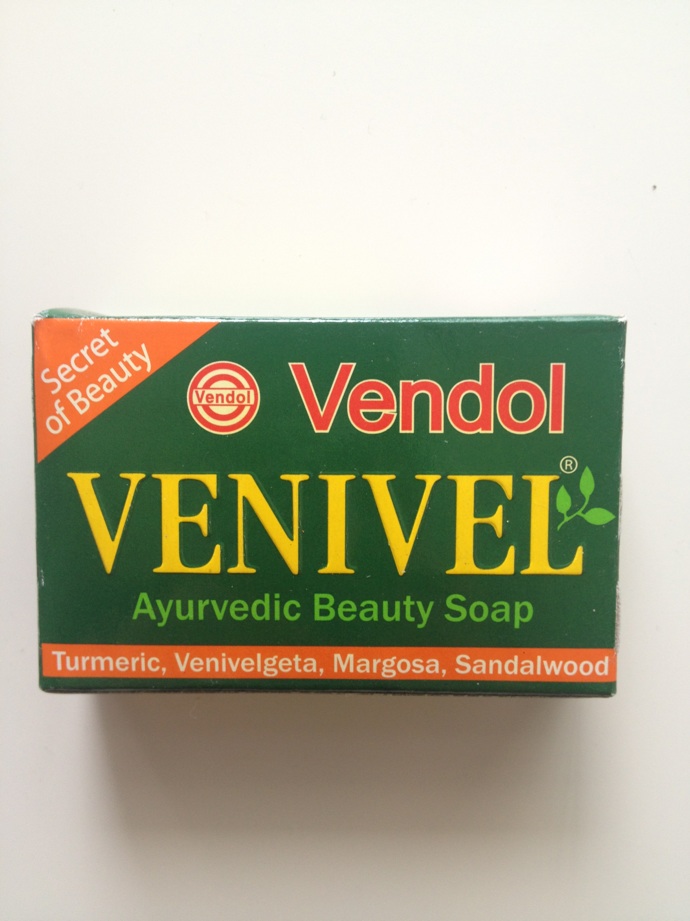 Secret
of Beauty
Vendol
Vendol
VENIVEL®
Ayurvedic Beauty Soap
Turmeric, Venivelgeta, Margosa, Sandalwood